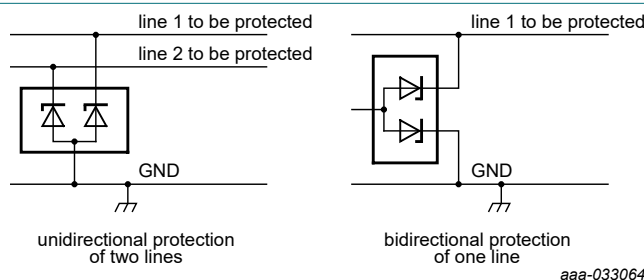 line 1 to be protected
line 2 to be protected
GND
unidirectional protection
of two lines
line 1 to be protected
GND
bidirectional protection
of one line
aaa-033064